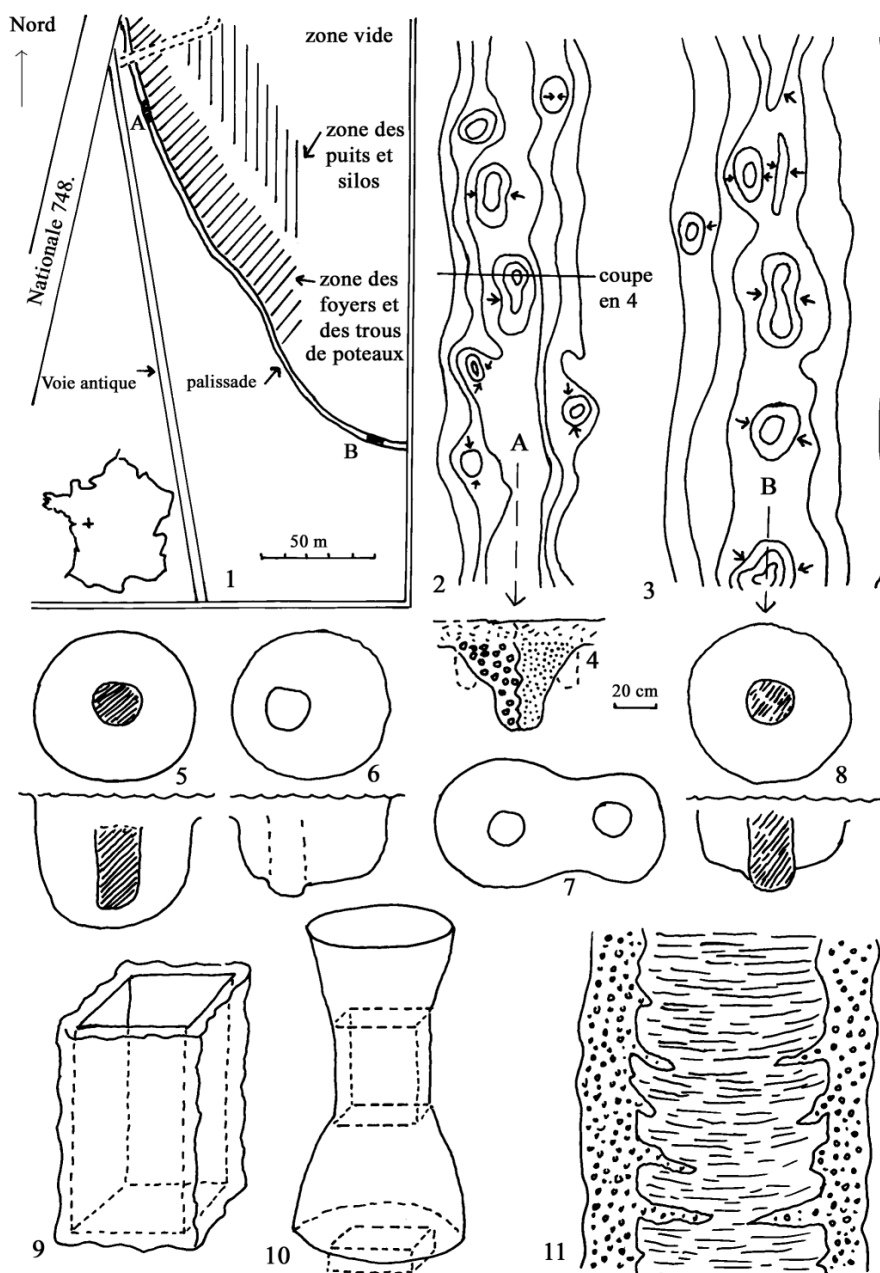 Nord
zone vide
A
zone des
puits et
silos
Nationale 748.
zone des
foyers et
des trous
de poteaux
Voie antique
palissade
B
50 m
1
coupe
en 4
A
2
B
3
4
20 cm
5
6
7
8
9
10
11